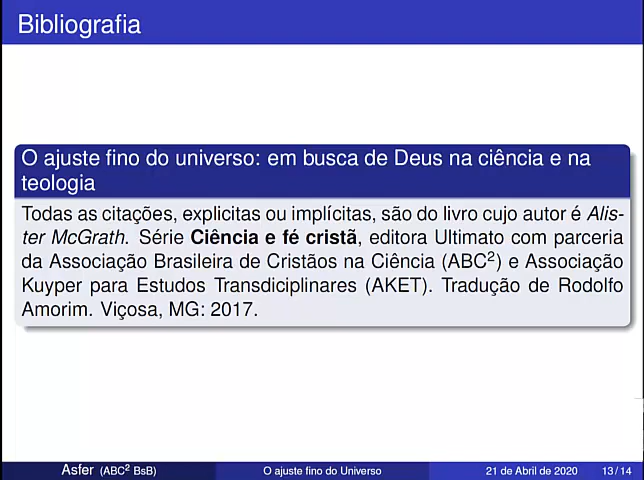 Bibliografia
O ajuste fino do universo: em busca de Deus na ciência e na
teologia
Todas as citações, explicitas ou implícitas, são do livro cujo autor é Alis-
ter McGrath. Série Ciência e fé cristã, editora Ultimato com parceria
da Associação Brasileira de Cristãos na Ciência (ABC²) e Associação
Kuyper para Estudos Transdiciplinares (AKET). Tradução de Rodolfo
Amorim. Viçosa, MG: 2017.
Asfer (ABC² BsB) O ajuste fino do Universo 21 de Abril de 2020 13 / 14